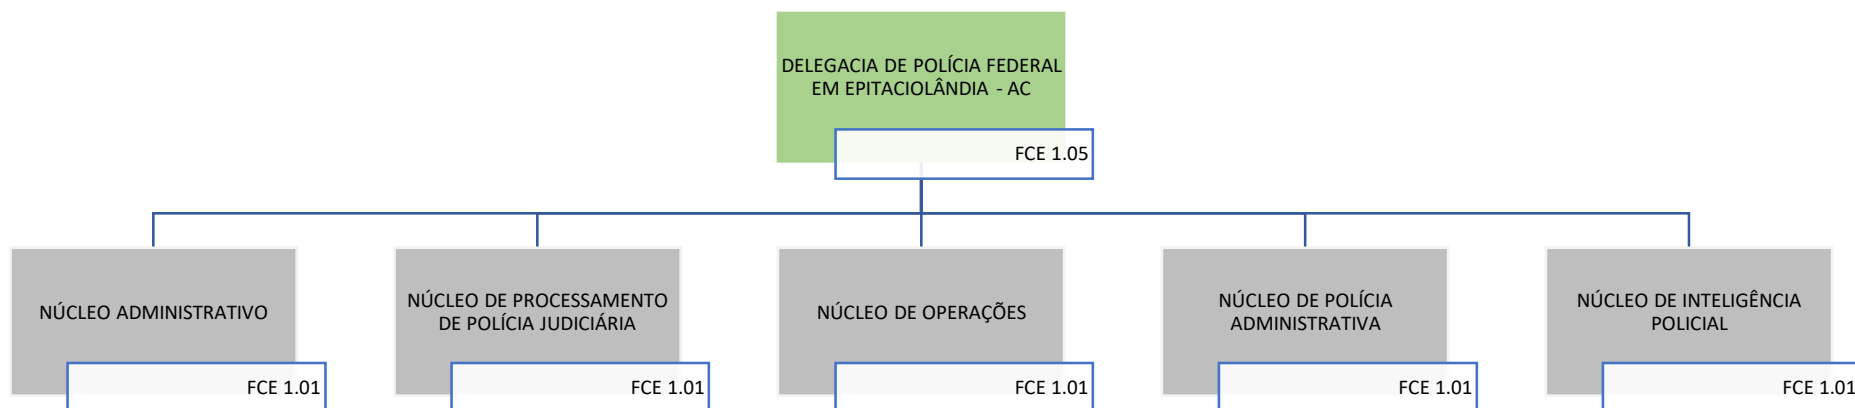 DELEGACIA DE POLÍCIA FEDERAL
EM EPITACIOLÂNDIA - AC
FCE 1.05
NÚCLEO ADMINISTRATIVO
FCE 1.01
NÚCLEO DE PROCESSAMENTO
DE POLÍCIA JUDICIÁRIA
FCE 1.01
NÚCLEO DE OPERAÇÕES
FCE 1.01
NÚCLEO DE POLÍCIA
ADMINISTRATIVA
FCE 1.01
NÚCLEO DE INTELIGÊNCIA
POLICIAL
FCE 1.01